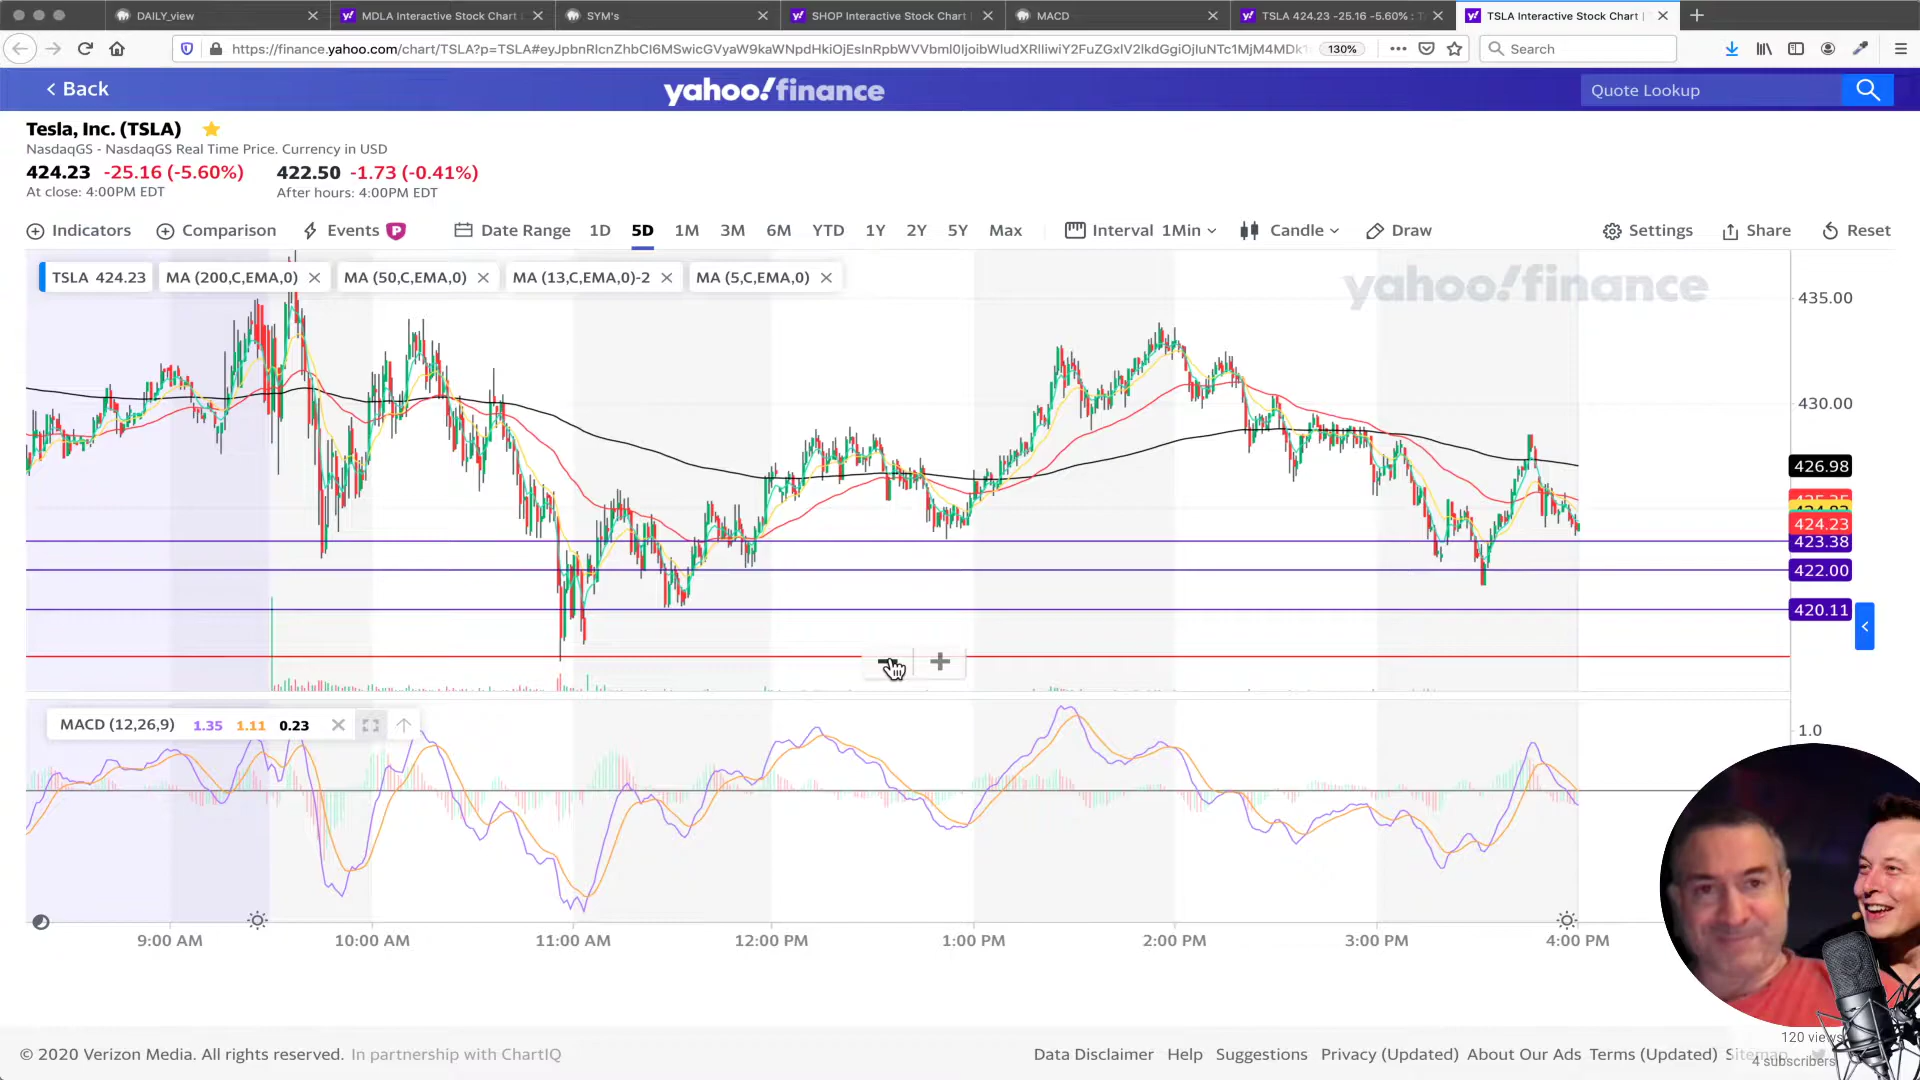 DAILY_view
MDLA Interactive Stock Chart
SYM's
SHOP Interactive Stock Chart
MACD
TSLA 424.23 -25.16 -5.60% : T
TSLA Interactive Stock Chart |
130%
Search
< Back
yahoo!finance
Quote Lookup
Tesla, Inc. (TSLA)
NasdaqGS - NasdaqGS Real Time Price. Currency in USD
424.23 -25.16 (-5.60%) 422.50 -1.73 (-0.41%)
At close: 4:00PM EDT After hours: 4:00PM EDT
Indicators Comparison Events P Date Range 1D 5D 1M 3M 6M YTD 1Y 2Y 5Y Max Interval 1Min Candle Draw Settings Share Reset
TSLA 424.23 MA (200,C,EMA,0) MA (50,C,EMA,0) MA (13,C,EMA,0)-2 MA (5,C,EMA,0)
yahoo!finance
435.00
430.00
426.98
424.23
423.38
422.00
420.11
MACD (12,26,9) 1.35 1.11 0.23
1.0
9:00 AM 10:00 AM 11:00 AM 12:00 PM 1:00 PM 2:00 PM 3:00 PM 4:00 PM
120 views
4 subscribers
© 2020 Verizon Media. All rights reserved. In partnership with ChartIQ
Data Disclaimer Help Suggestions Privacy (Updated) About Our Ads Terms (Updated) Sitemap